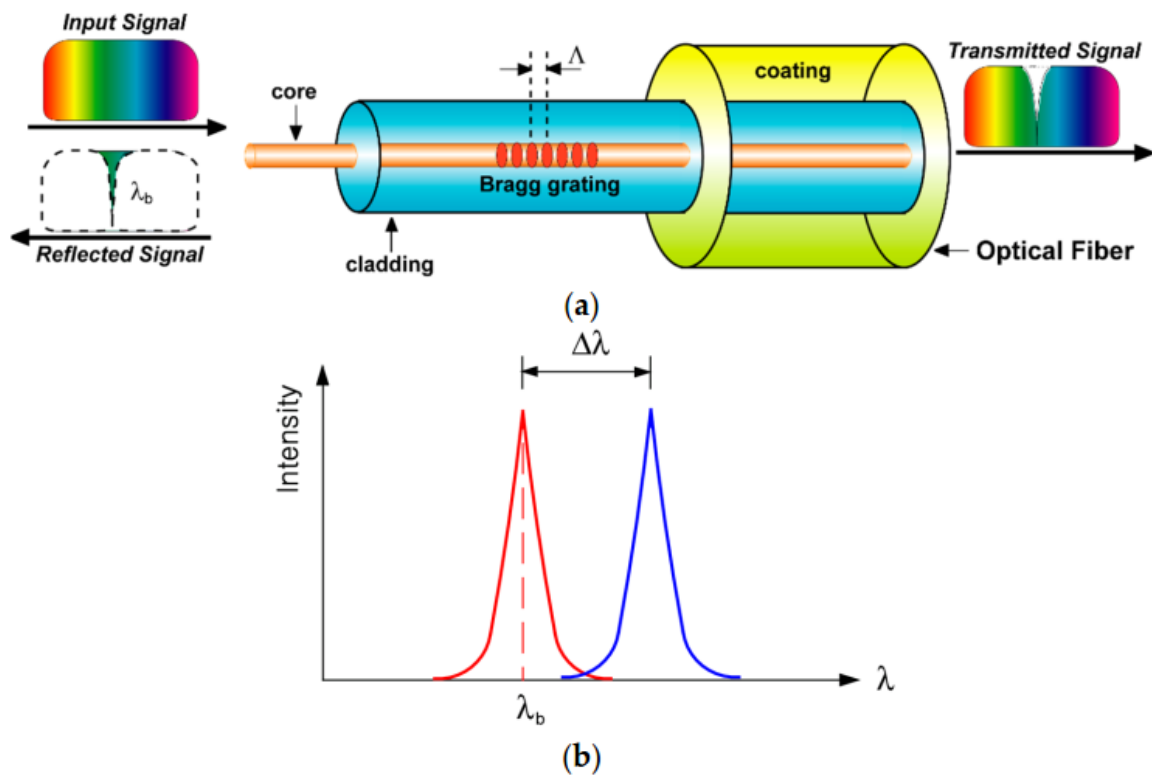 Input Signal
Transmitted Signal
Λ
coating
core
λb
Bragg grating
Reflected Signal
cladding
Optical Fiber
(a)
Δλ
Intensity
λ
λb
(b)